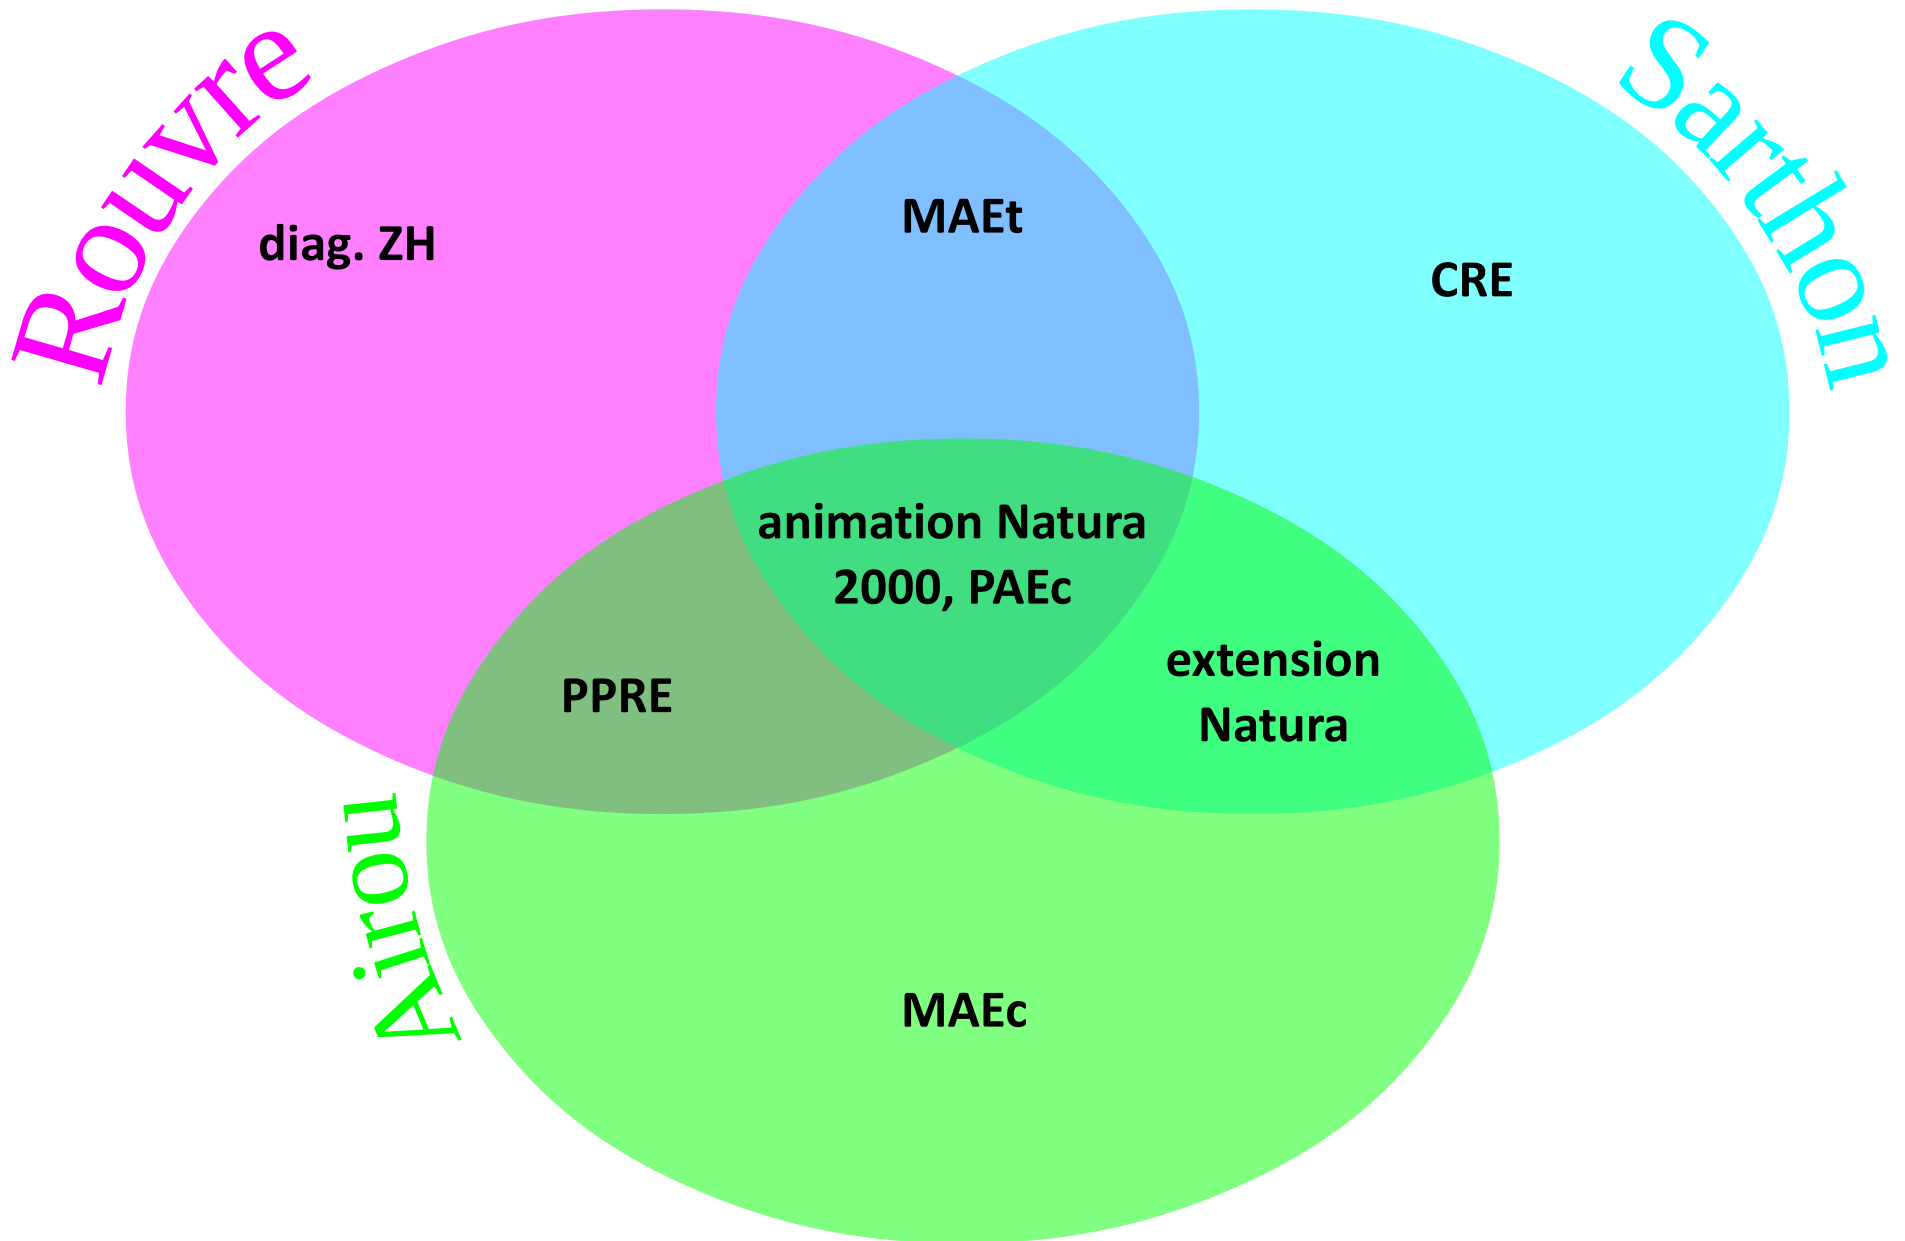 Rouvre
Sarthon
diag. ZH
MAEt
CRE
animation Natura
2000, PAEc
extension
Natura
PPRE
Airou
MAEc